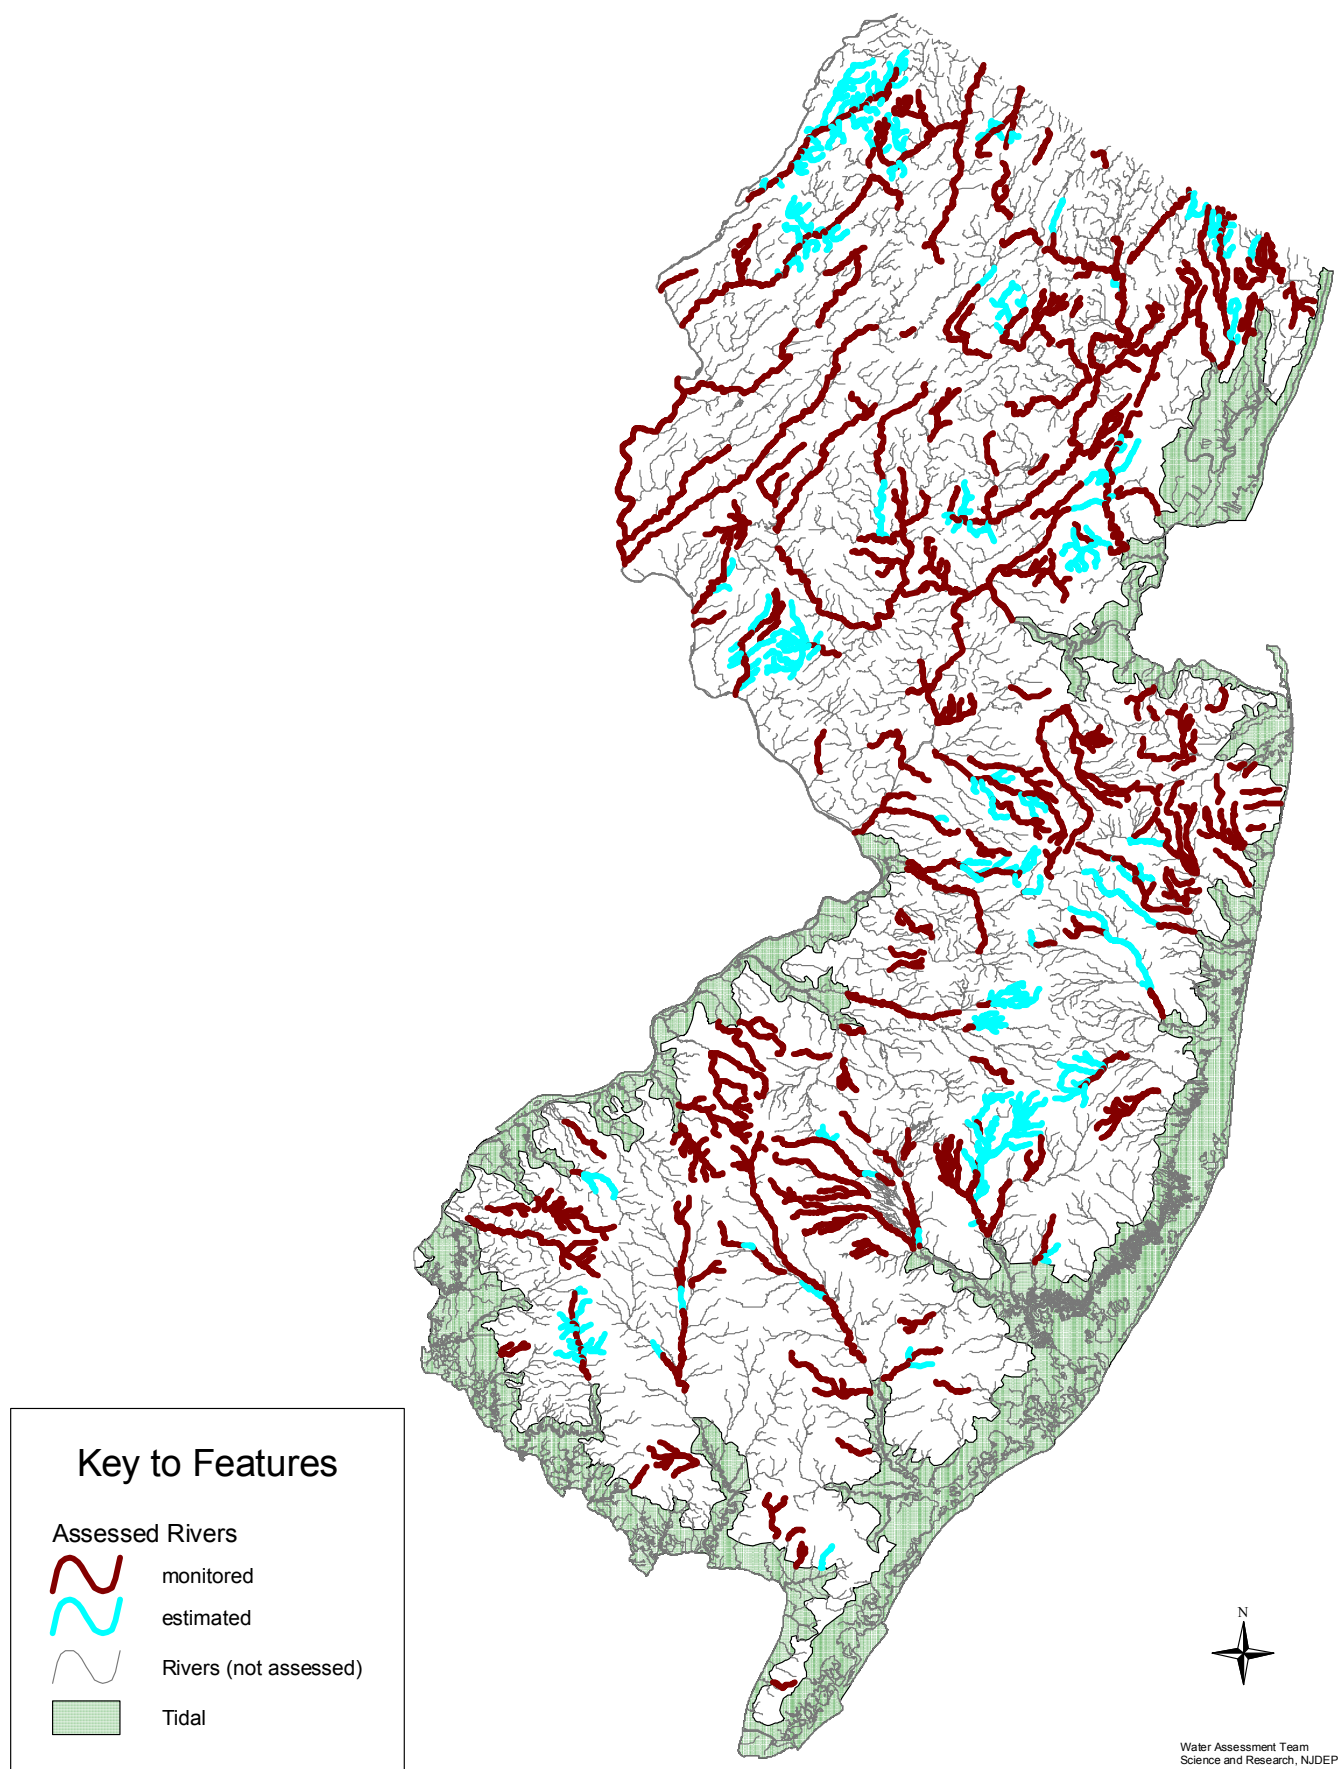 Key to Features
Assessed Rivers
monitored
estimated
Rivers (not assessed)
Tidal
N
Water Assessment Team
Science and Research, NJDEP